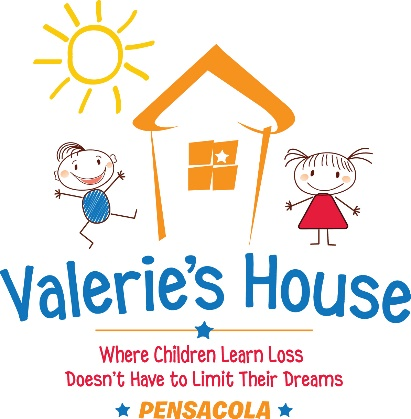 Valerie's House
Where Children Learn Loss
Doesn't Have to Limit Their Dreams
PENSACOLA